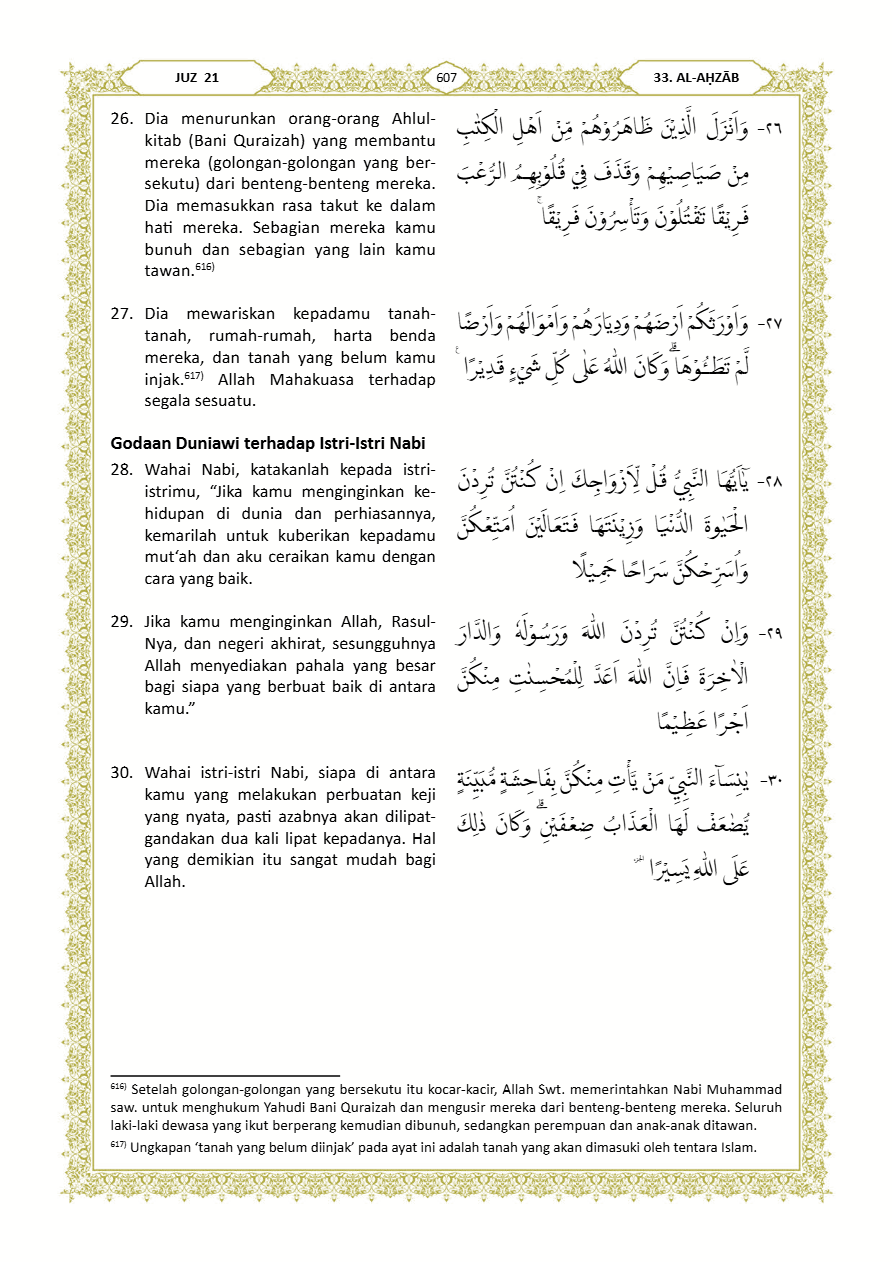 JUZ 21
607
33. AL-AḤZĀB
26. Dia menurunkan orang-orang Ahlul-
kitab (Bani Quraizah) yang membantu
mereka (golongan-golongan yang ber-
sekutu) dari benteng-benteng mereka.
Dia memasukkan rasa takut ke dalam
hati mereka. Sebagian mereka kamu
bunuh dan sebagian yang lain kamu
tawan.⁶¹⁶⁾
٢٦- وَاَنْزَلَ الَّذِيْنَ ظَاهَرُوْهُمْ مِّنْ اَهْلِ الْكِتٰبِ
مِنْ صَيَاصِيْهِمْ وَقَذَفَ فِيْ قُلُوْبِهِمُ الرُّعْبَ
فَرِيْقًا تَقْتُلُوْنَ وَتَأْسِرُوْنَ فَرِيْقًاۚ
27. Dia mewariskan kepadamu tanah-
tanah, rumah-rumah, harta benda
mereka, dan tanah yang belum kamu
injak.⁶¹⁷⁾ Allah Mahakuasa terhadap
segala sesuatu.
٢٧- وَاَوْرَثَكُمْ اَرْضَهُمْ وَدِيَارَهُمْ وَاَمْوَالَهُمْ وَاَرْضًا
لَّمْ تَطَـُٔوْهَاۗ وَكَانَ اللّٰهُ عَلٰى كُلِّ شَيْءٍ قَدِيْرًا ࣖ
Godaan Duniawi terhadap Istri-Istri Nabi
28. Wahai Nabi, katakanlah kepada istri-
istrimu, “Jika kamu menginginkan ke-
hidupan di dunia dan perhiasannya,
kemarilah untuk kuberikan kepadamu
mut‘ah dan aku ceraikan kamu dengan
cara yang baik.
٢٨- يٰٓاَيُّهَا النَّبِيُّ قُلْ لِّاَزْوَاجِكَ اِنْ كُنْتُنَّ تُرِدْنَ
الْحَيٰوةَ الدُّنْيَا وَزِيْنَتَهَا فَتَعَالَيْنَ اُمَتِّعْكُنَّ
وَاُسَرِّحْكُنَّ سَرَاحًا جَمِيْلًا
29. Jika kamu menginginkan Allah, Rasul-
Nya, dan negeri akhirat, sesungguhnya
Allah menyediakan pahala yang besar
bagi siapa yang berbuat baik di antara
kamu.”
٢٩- وَاِنْ كُنْتُنَّ تُرِدْنَ اللّٰهَ وَرَسُوْلَهٗ وَالدَّارَ
الْاٰخِرَةَ فَاِنَّ اللّٰهَ اَعَدَّ لِلْمُحْسِنٰتِ مِنْكُنَّ
اَجْرًا عَظِيْمًا
30. Wahai istri-istri Nabi, siapa di antara
kamu yang melakukan perbuatan keji
yang nyata, pasti azabnya akan dilipat-
gandakan dua kali lipat kepadanya. Hal
yang demikian itu sangat mudah bagi
Allah.
٣٠- يٰنِسَاۤءَ النَّبِيِّ مَنْ يَّأْتِ مِنْكُنَّ بِفَاحِشَةٍ مُّبَيِّنَةٍ
يُّضٰعَفْ لَهَا الْعَذَابُ ضِعْفَيْنِۗ وَكَانَ ذٰلِكَ
عَلَى اللّٰهِ يَسِيْرًا
⁶¹⁶⁾ Setelah golongan-golongan yang bersekutu itu kocar-kacir, Allah Swt. memerintahkan Nabi Muhammad
saw. untuk menghukum Yahudi Bani Quraizah dan mengusir mereka dari benteng-benteng mereka. Seluruh
laki-laki dewasa yang ikut berperang kemudian dibunuh, sedangkan perempuan dan anak-anak ditawan.
⁶¹⁷⁾ Ungkapan ‘tanah yang belum diinjak’ pada ayat ini adalah tanah yang akan dimasuki oleh tentara Islam.